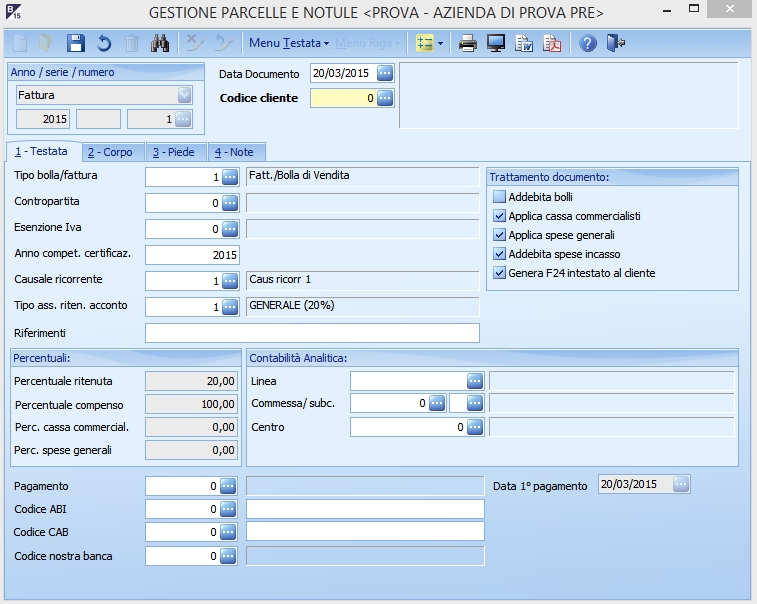 B 15 GESTIONE PARCELLE E NOTULE <PROVA - AZIENDA DI PROVA PRE>
Menu Testata Menu Riga
Anno / serie / numero
Fattura
2015 1
Data Documento 20/03/2015
Codice cliente 0
1 - Testata 2 - Corpo 3 - Piede 4 - Note
Tipo bolla/fattura 1 Fatt./Bolla di Vendita
Contropartita 0
Esenzione Iva 0
Anno compet. certificaz. 2015
Causale ricorrente 1 Caus ricorr 1
Tipo ass. riten. acconto 1 GENERALE (20%)
Riferimenti
Trattamento documento:
Addebita bolli
Applica cassa commercialisti
Applica spese generali
Addebita spese incasso
Genera F24 intestato al cliente
Percentuali:
Percentuale ritenuta 20,00
Percentuale compenso 100,00
Perc. cassa commercial. 0,00
Perc. spese generali 0,00
Contabilità Analitica:
Linea
Commessa/ subc. 0
Centro 0
Pagamento 0 Data 1° pagamento 20/03/2015
Codice ABI 0
Codice CAB 0
Codice nostra banca 0